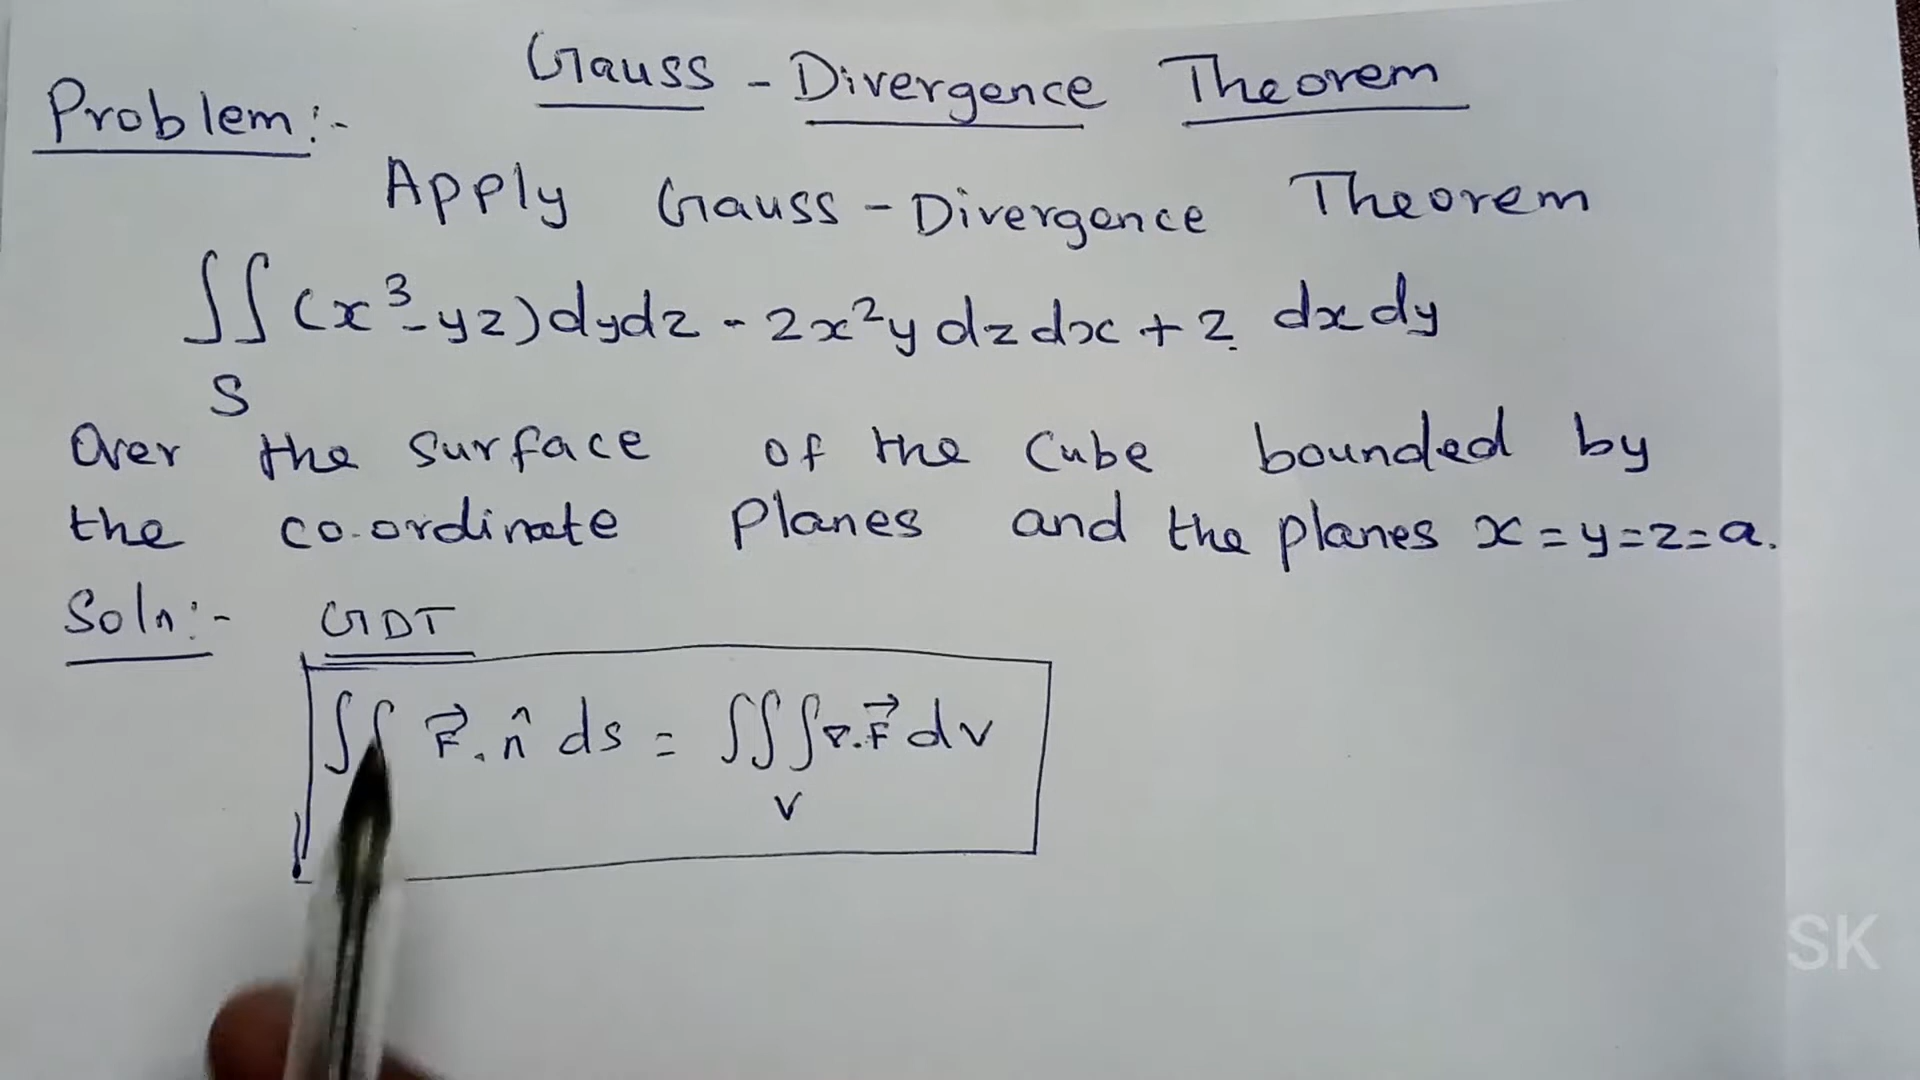 Gauss - Divergence Theorem
Problem:-
Apply Gauss - Divergence Theorem
∬ (x³-yz)dydz - 2x²y dzdx + z dxdy
S
Over the surface of the cube bounded by
the co-ordinate planes and the planes x=y=z=a.
Soln:- GDT
∬ F⃗. n̂ ds = ∭∇.F⃗ dv
V
SK